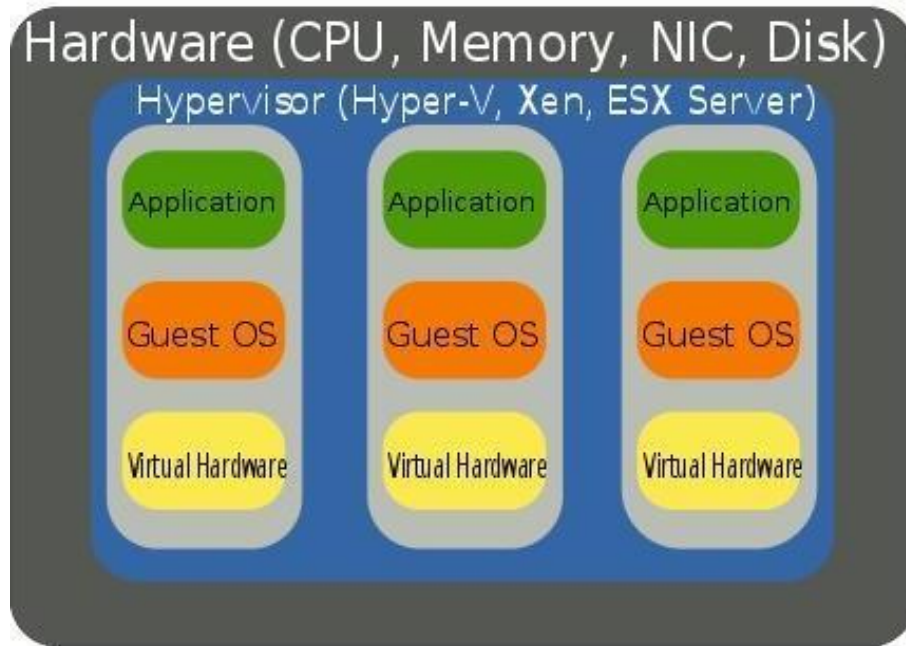 Hardware (CPU, Memory, NIC, Disk)
Hypervisor (Hyper-V, Xen, ESX Server)
Application
Application
Application
Guest OS
Guest OS
Guest OS
Virtual Hardware
Virtual Hardware
Virtual Hardware